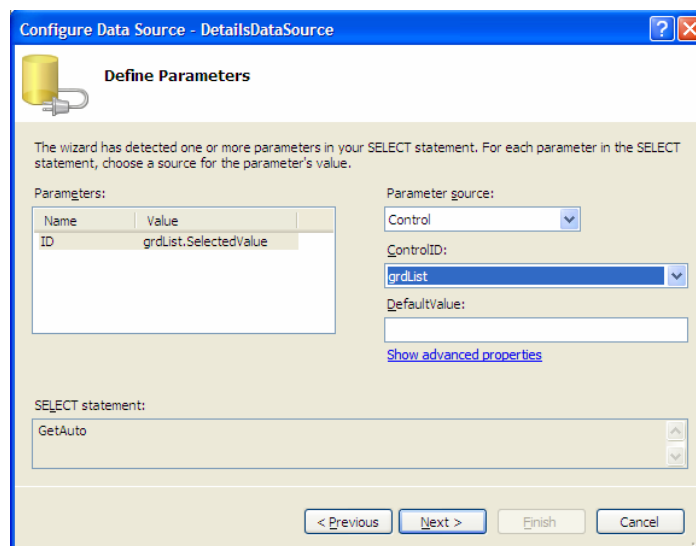 Configure Data Source - DetailsDataSource
Define Parameters
The wizard has detected one or more parameters in your SELECT statement. For each parameter in the SELECT
statement, choose a source for the parameter's value.
Parameters:
Name Value
ID grdList.SelectedValue
Parameter source:
Control
ControlID:
grdList
DefaultValue:
Show advanced properties
SELECT statement:
GetAuto
< Previous Next > Finish Cancel